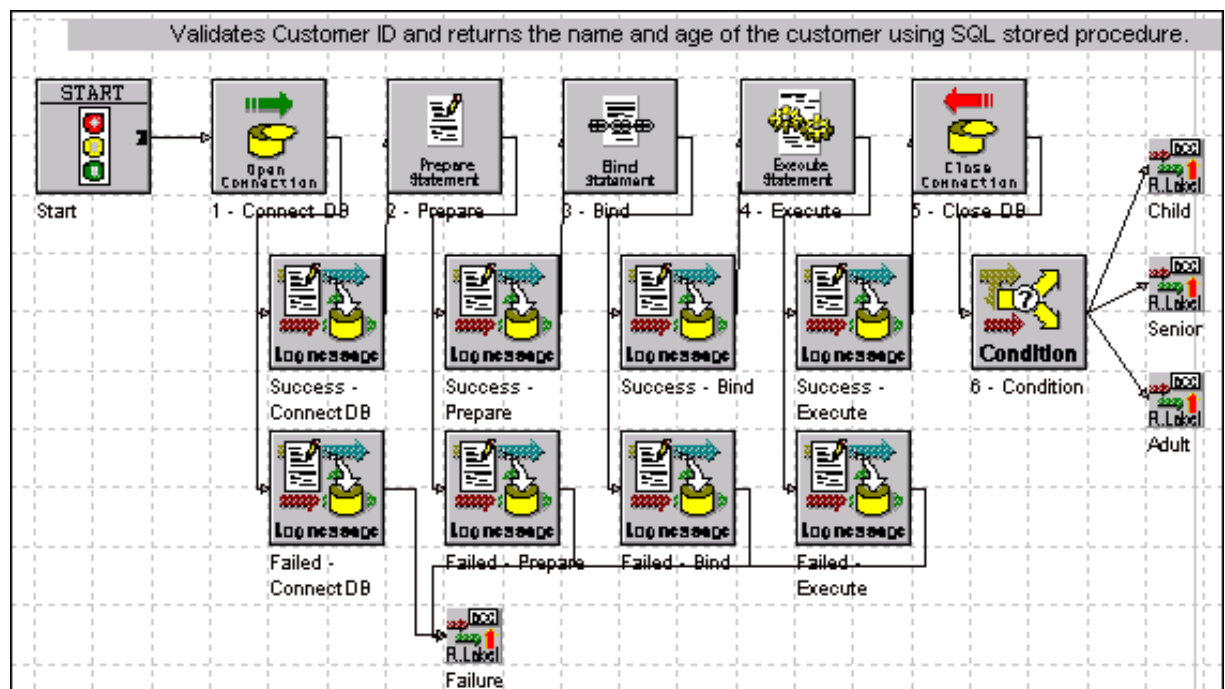 Validates Customer ID and returns the name and age of the customer using SQL stored procedure.
START
Start
Open
Connection
1 - Connect DB
Prepare
Statement
2 - Prepare
Bind
Statement
3 - Bind
Execute
Statement
4 - Execute
Close
Connection
5 - Close DB
R.Label
Child
Log message
Success -
Connect DB
Log message
Success -
Prepare
Log message
Success - Bind
Log message
Success -
Execute
?
Condition
6 - Condition
R.Label
Senior
R.Label
Adult
Log message
Failed -
Connect DB
Log message
Failed - Prepare
Log message
Failed - Bind
Log message
Failed -
Execute
R.Label
Failure